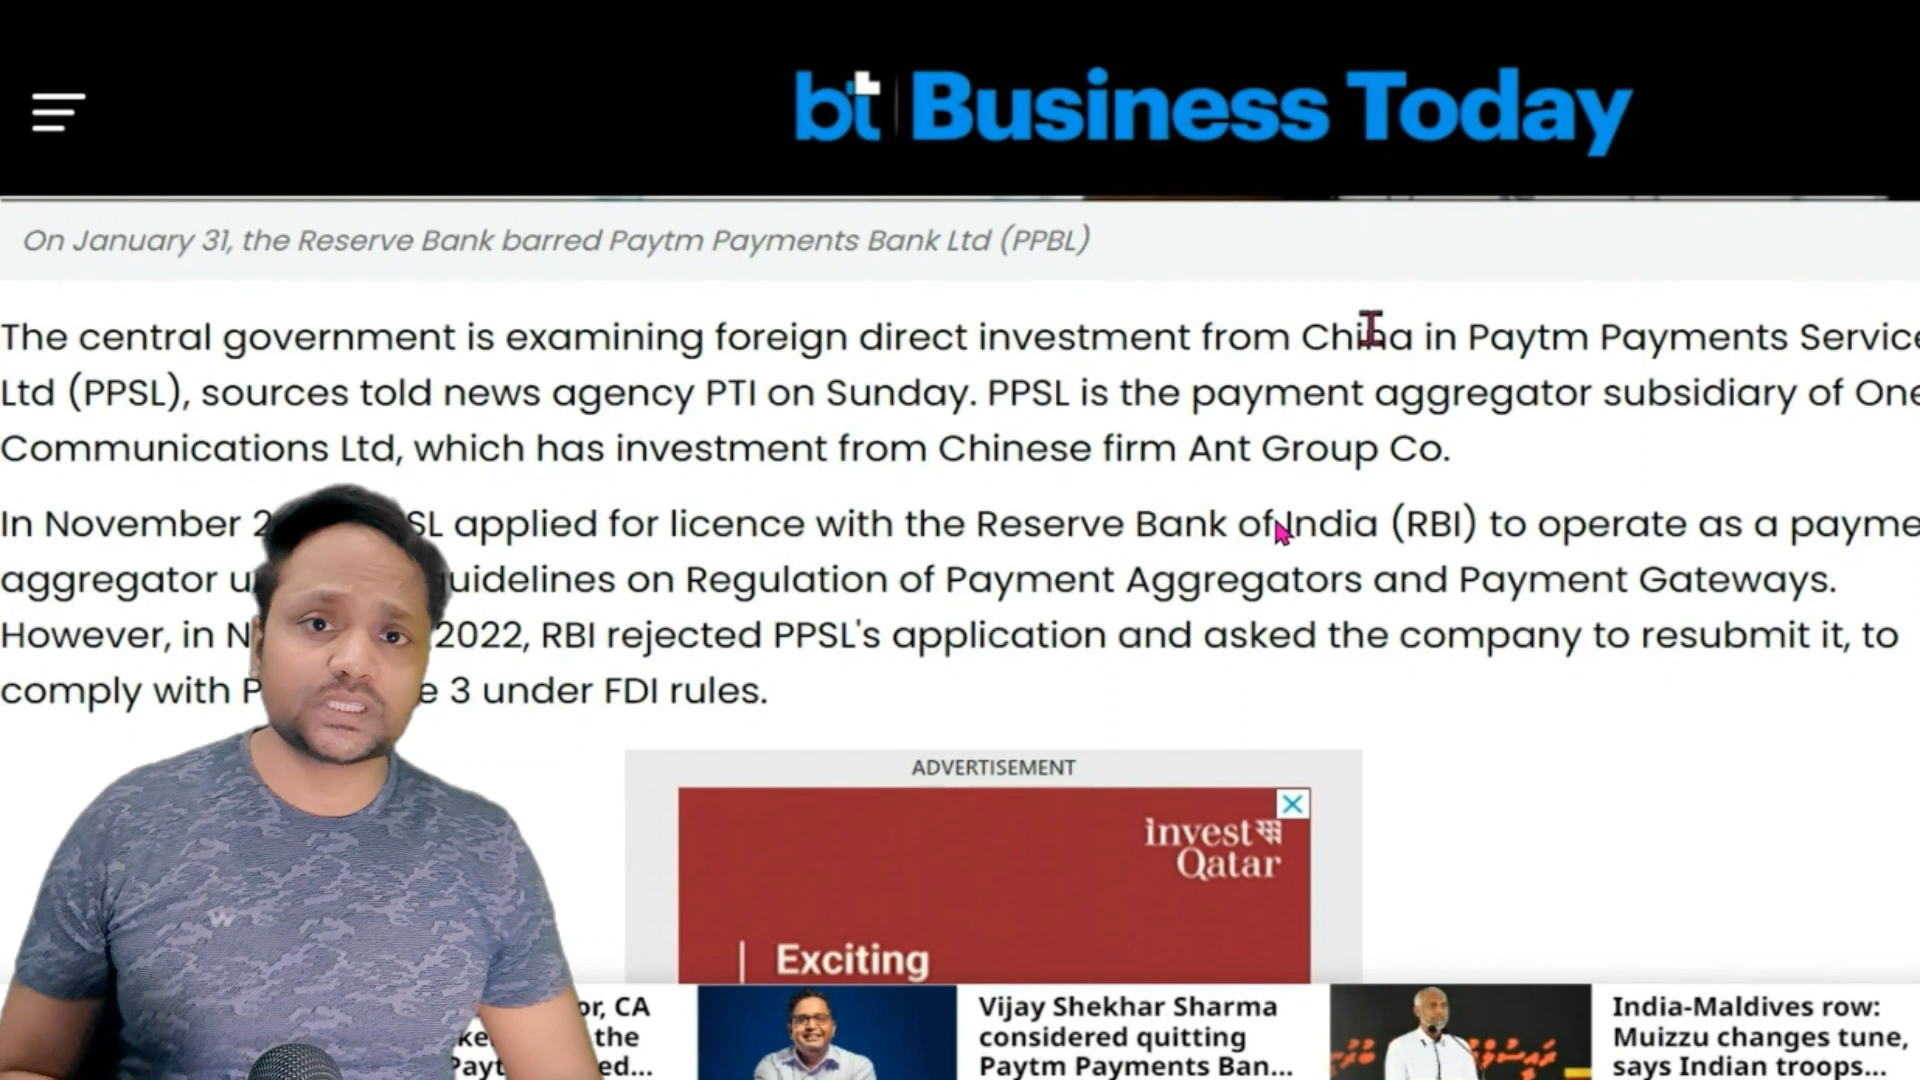 bt Business Today
On January 31, the Reserve Bank barred Paytm Payments Bank Ltd (PPBL)
The central government is examining foreign direct investment from China in Paytm Payments
Ltd (PPSL), sources told news agency PTI on Sunday. PPSL is the payment aggregator subsidiary of One
Communications Ltd, which has investment from Chinese firm Ant Group Co.
In November applied for licence with the Reserve Bank of India (RBI) to operate as a
aggregator on Regulation of Payment Aggregators and Payment Gateways.
However, in 2022, RBI rejected PPSL's application and asked the company to resubmit it, to
comply with 3 under FDI rules.
ADVERTISEMENT
invest
Qatar
Exciting
CA
the
Vijay Shekhar Sharma
considered quitting
Paytm Payments Ban...
India-Maldives row:
Muizzu changes tune,
says Indian troops...